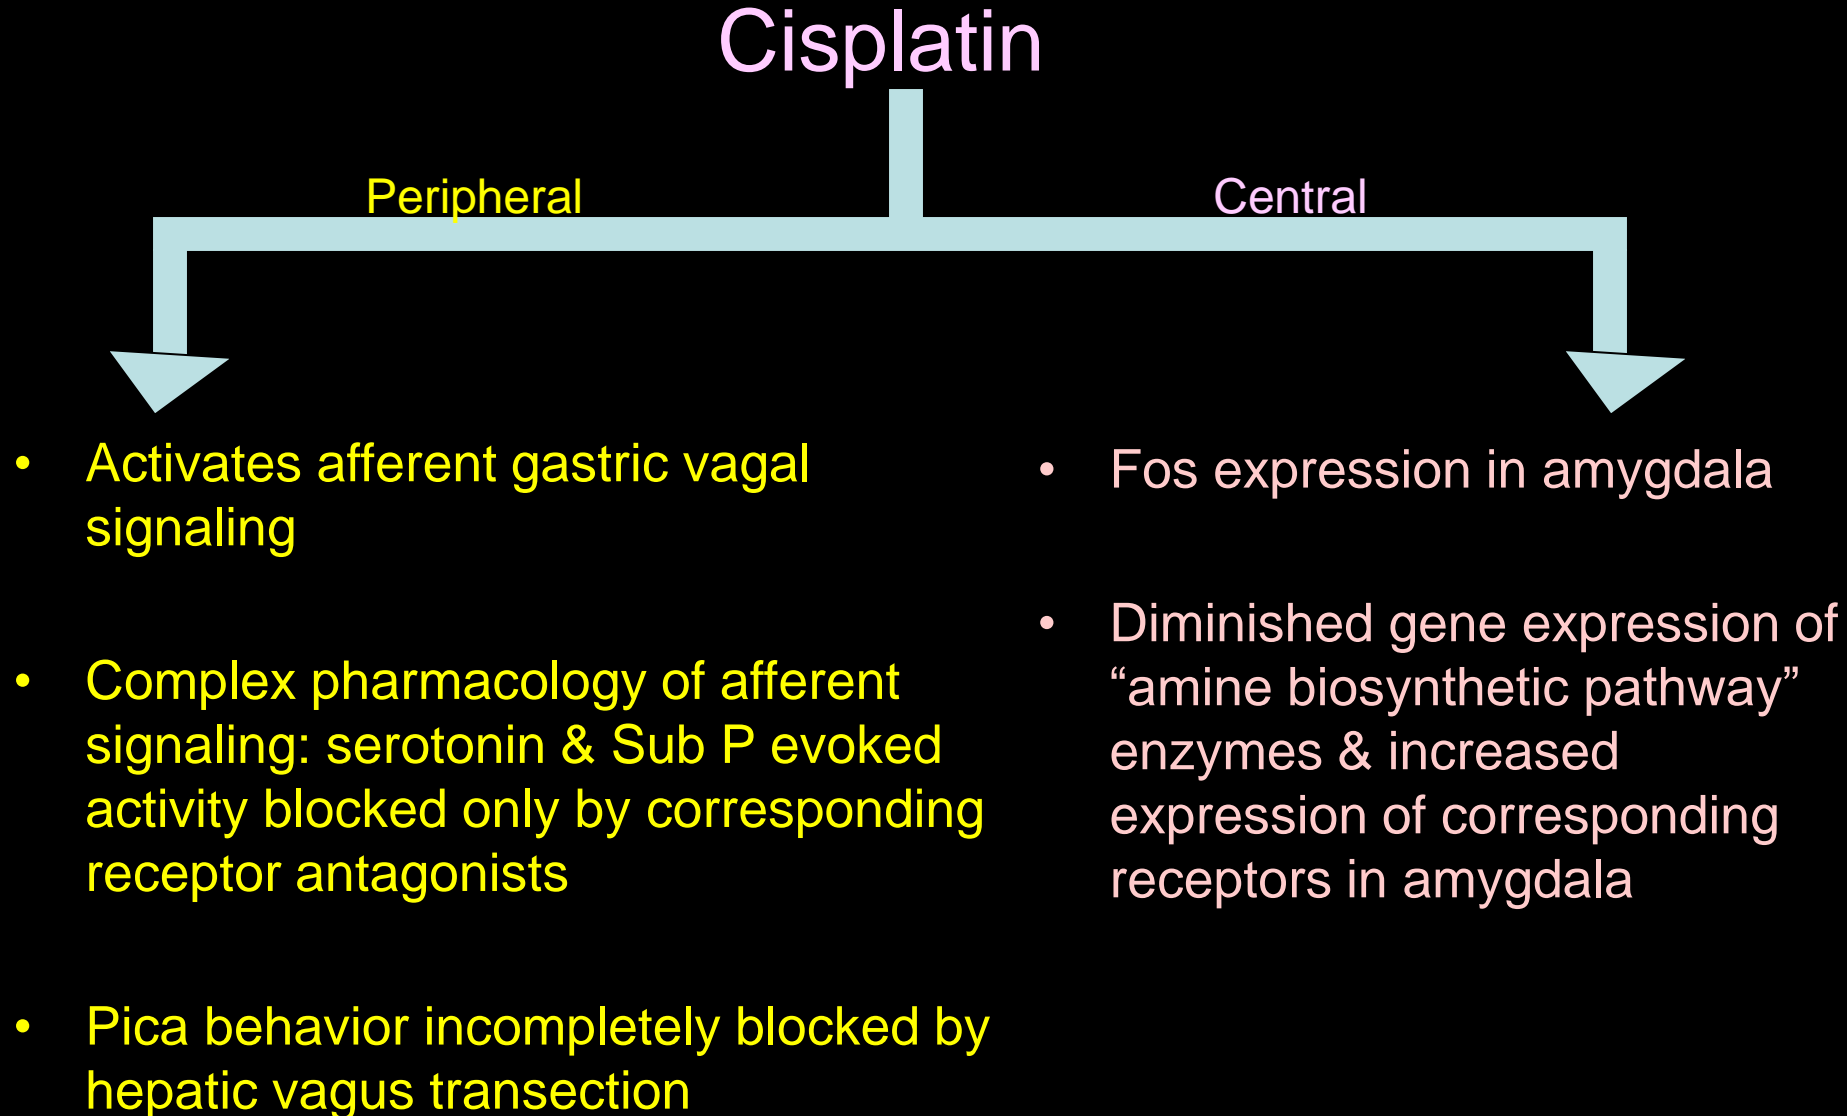 Cisplatin
Peripheral
Central
• Activates afferent gastric vagal
signaling
• Complex pharmacology of afferent
signaling: serotonin & Sub P evoked
activity blocked only by corresponding
receptor antagonists
• Pica behavior incompletely blocked by
hepatic vagus transection
• Fos expression in amygdala
• Diminished gene expression of
“amine biosynthetic pathway”
enzymes & increased
expression of corresponding
receptors in amygdala